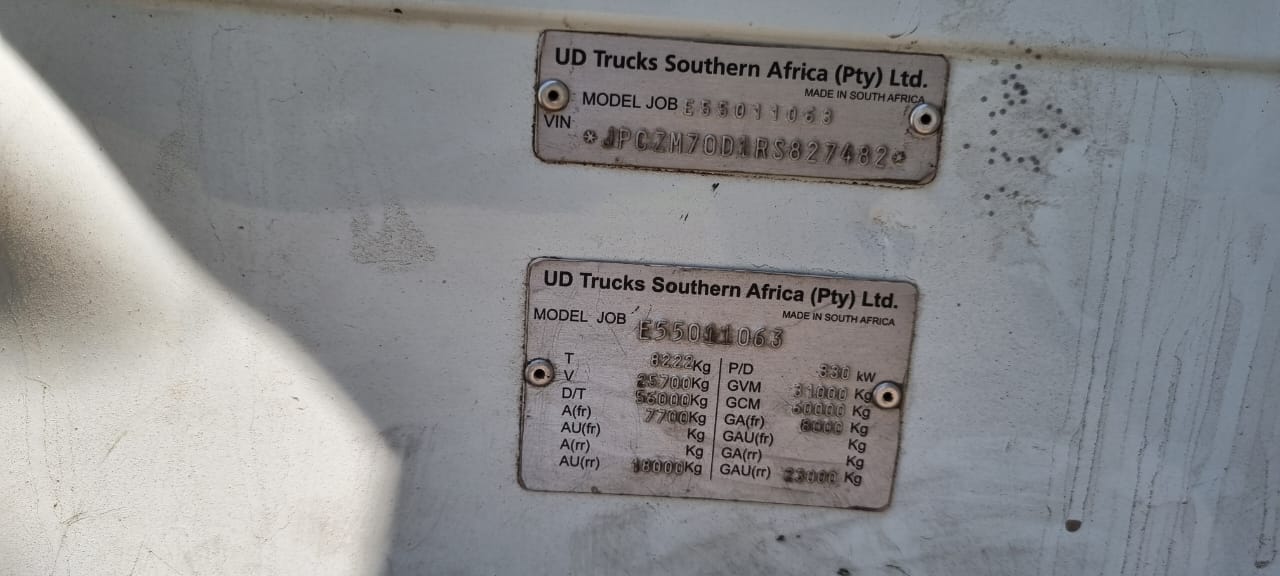 UD Trucks Southern Africa (Pty) Ltd.
MADE IN SOUTH AFRICA
MODEL JOB E55011063
VIN
*JPCZM70D1RS827482*
UD Trucks Southern Africa (Pty) Ltd.
MADE IN SOUTH AFRICA
MODEL JOB E55011063
T 8222Kg P/D 330 kW
V 25700Kg GVM 31000 Kg
D/T 56000Kg GCM 60000 Kg
A(fr) 7700Kg GA(fr) 8000 Kg
AU(fr) Kg GAU(fr) Kg
A(rr) Kg GA(rr) Kg
AU(rr) 18000Kg GAU(rr) 23000 Kg